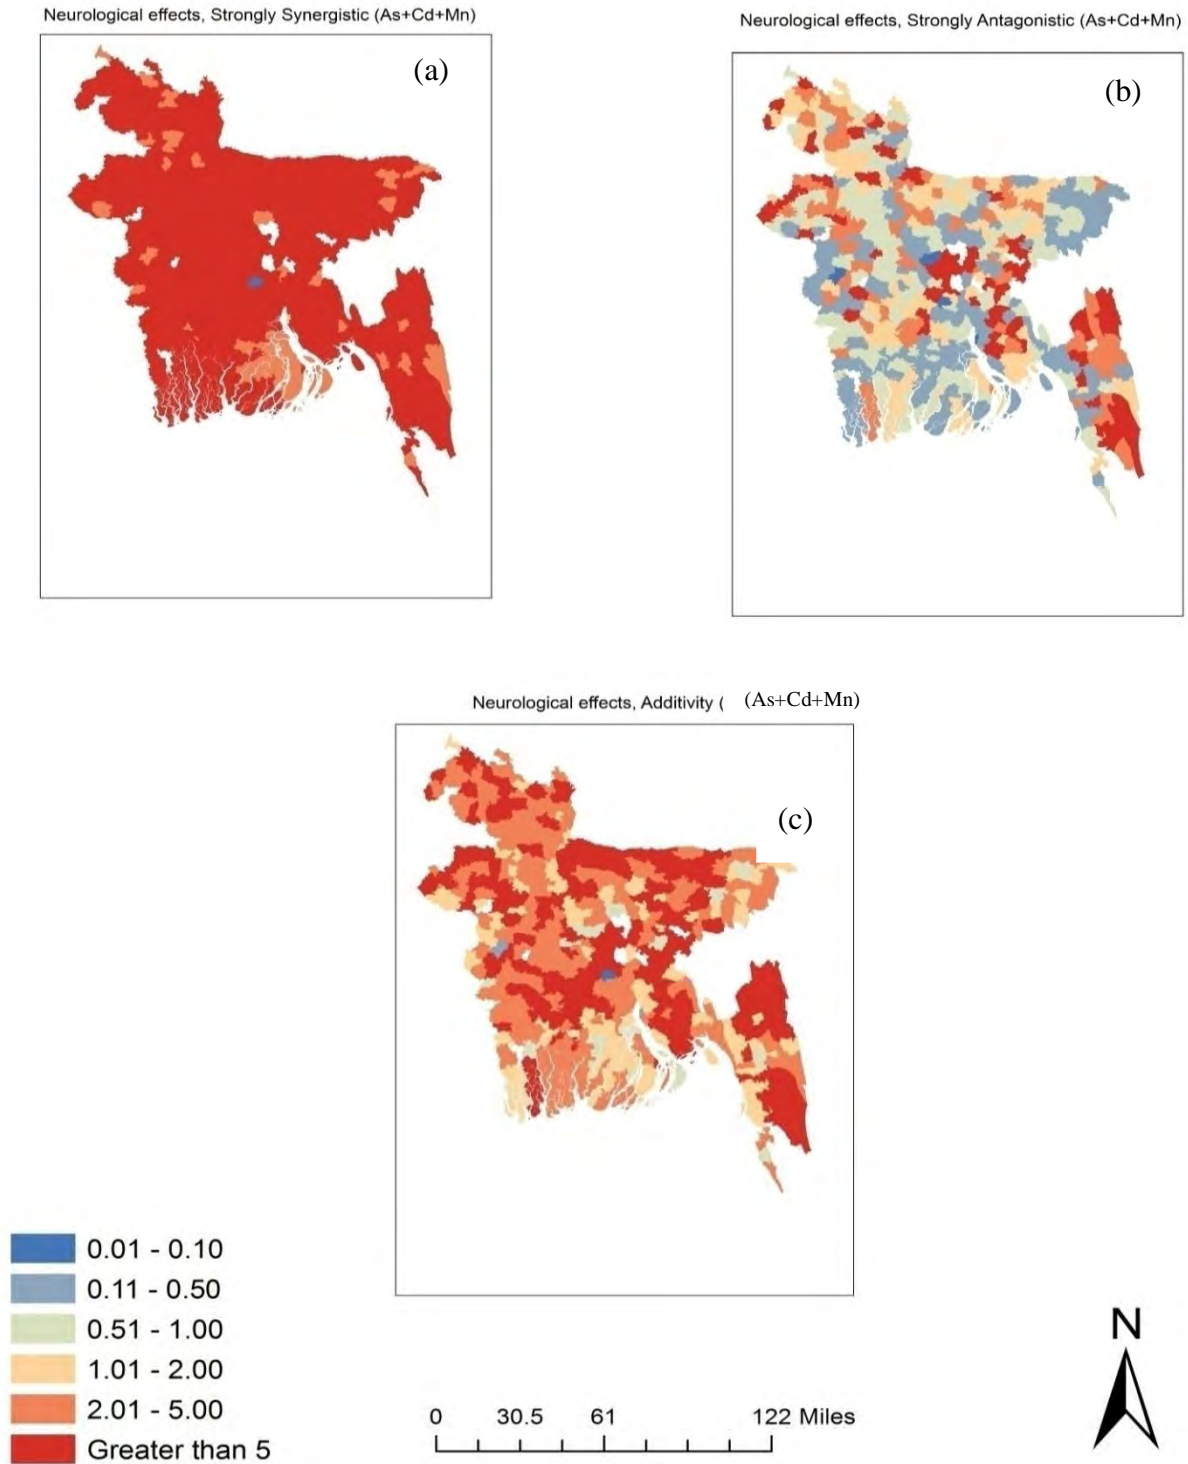 Neurological effects, Strongly Synergistic (As+Cd+Mn)
(a)
Neurological effects, Strongly Antagonistic (As+Cd+Mn)
(b)
Neurological effects, Additivity ( (As+Cd+Mn)
(c)
0.01 - 0.10
0.11 - 0.50
0.51 - 1.00
1.01 - 2.00
2.01 - 5.00
Greater than 5
0 30.5 61 122 Miles
N